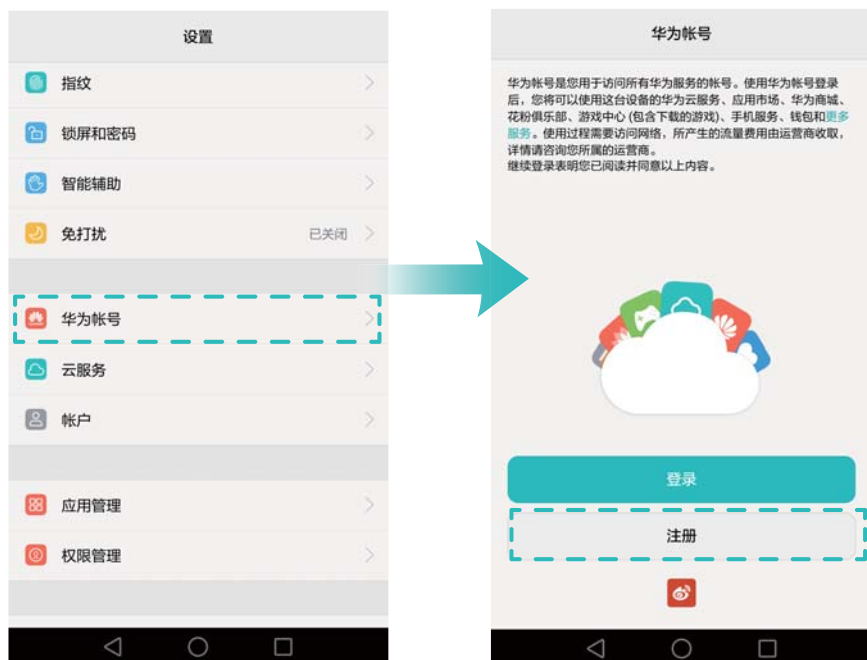 设置
指纹
锁屏和密码
智能辅助
免打扰 已关闭
华为帐号
云服务
帐户
应用管理
权限管理
华为帐号
华为帐号是您用于访问所有华为服务的帐号。使用华为帐号登录
后，您将可以使用这台设备的华为云服务、应用市场、华为商城、
花粉俱乐部、游戏中心 (包含下载的游戏)、手机服务、钱包和更多
服务。使用过程需要访问网络，所产生的流量费用由运营商收取，
详情请咨询您所属的运营商。
继续登录表明您已阅读并同意以上内容。
登录
注册